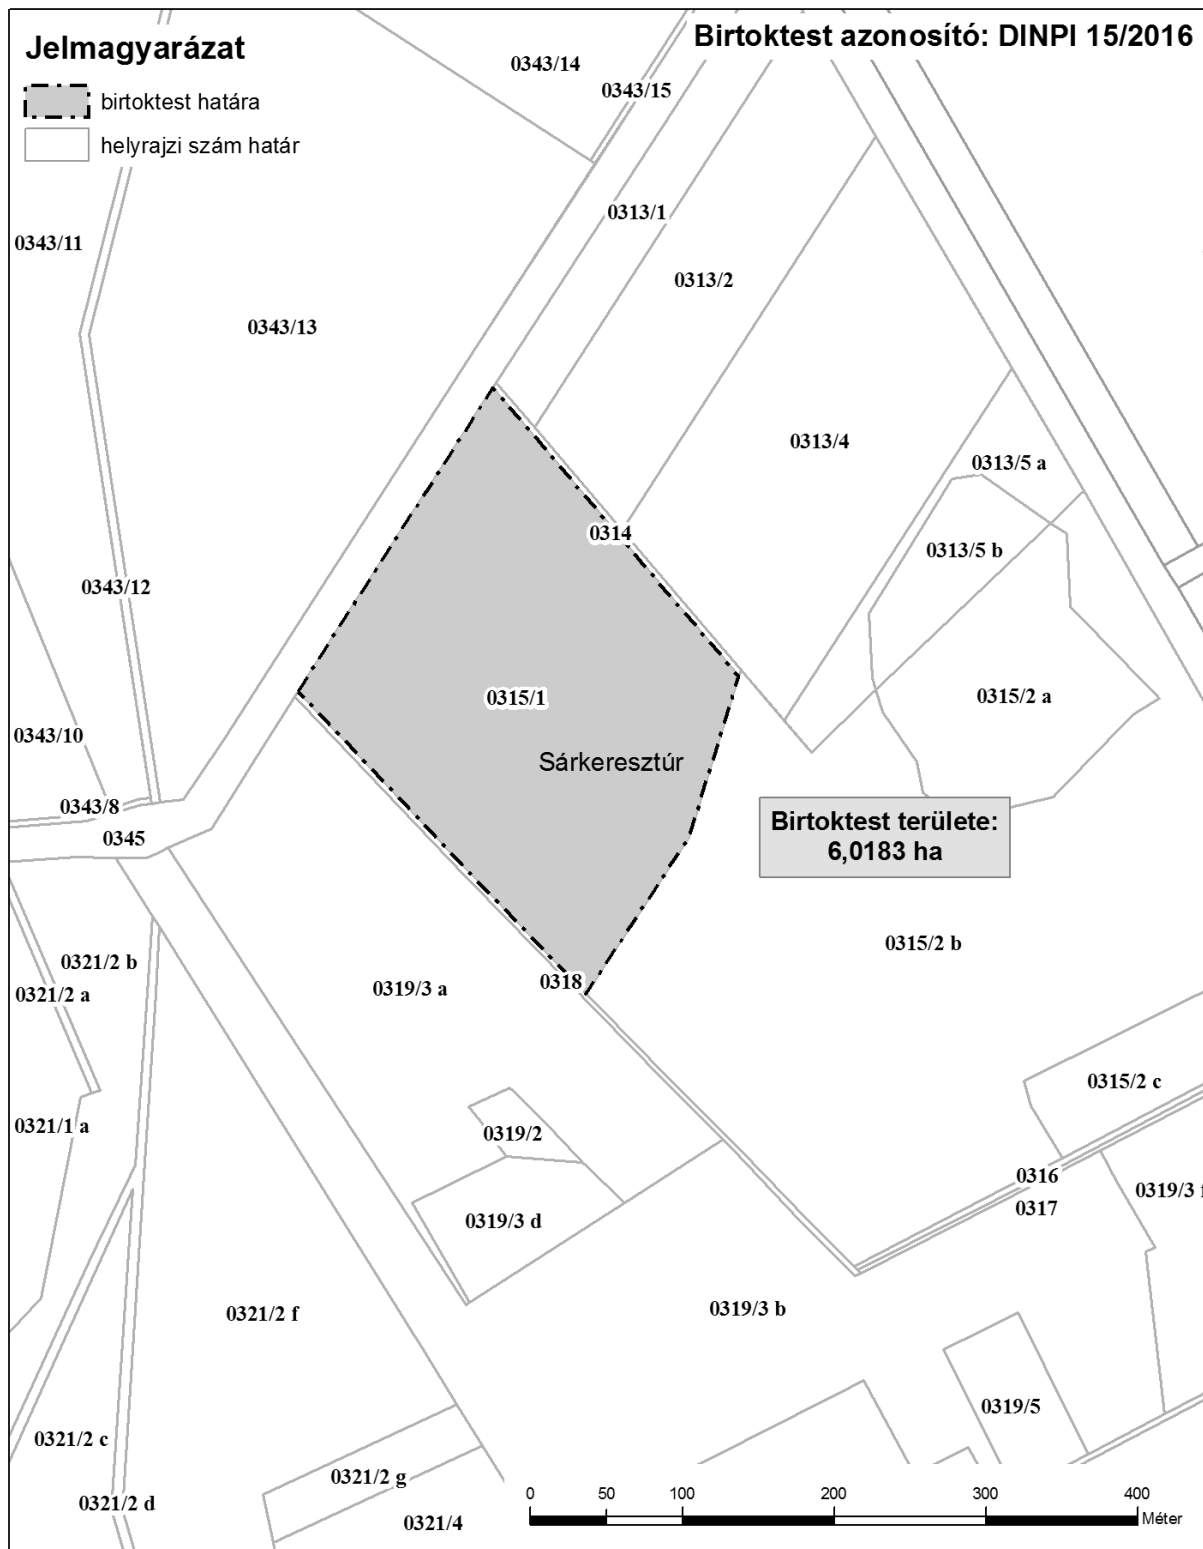 Jelmagyarázat
Birtoktest azonosító: DINPI 15/2016
birtoktest határa
helyrajzi szám határ
0343/14
0343/15
0313/1
0343/11
0313/2
0343/13
0313/4
0313/5 a
0314
0313/5 b
0343/12
0315/1
0315/2 a
0343/10
Sárkeresztúr
0343/8
0345
Birtoktest területe:
6,0183 ha
0315/2 b
0321/2 b
0321/2 a
0318
0319/3 a
0315/2 c
0321/1 a
0319/2
0316
0319/3
0317
0319/3 d
0321/2 f
0319/3 b
0319/5
0321/2 c
0321/2 g
0321/2 d
0321/4
0 50 100 200 300 400
Méter